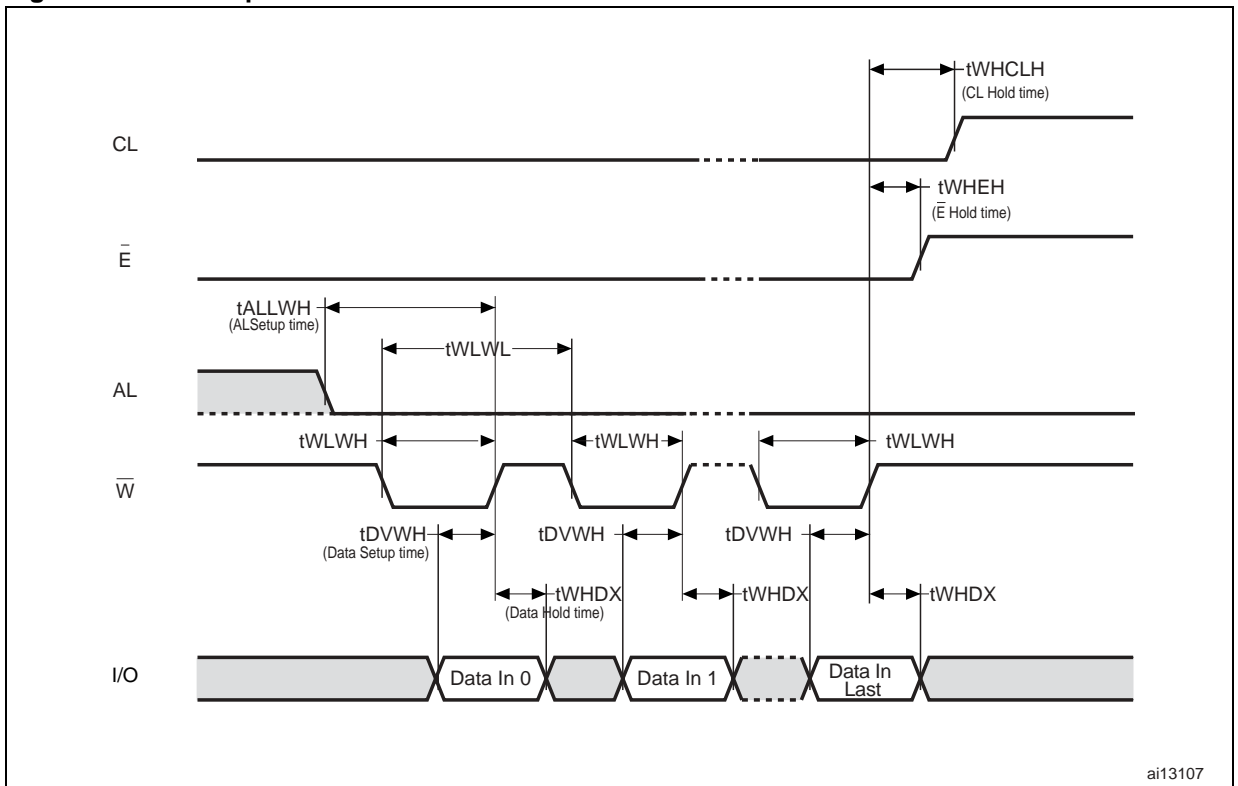 tWHCLH
(CL Hold time)
CL
tWHEH
(E̅ Hold time)
E̅
tALLWH
(ALSetup time)
tWLWL
AL
tWLWH
tWLWH
tWLWH
W̅
tDVWH
tDVWH
tDVWH
(Data Setup time)
tWHDX
tWHDX
tWHDX
(Data Hold time)
I/O
Data In 0
Data In 1
Data In
Last
ai13107